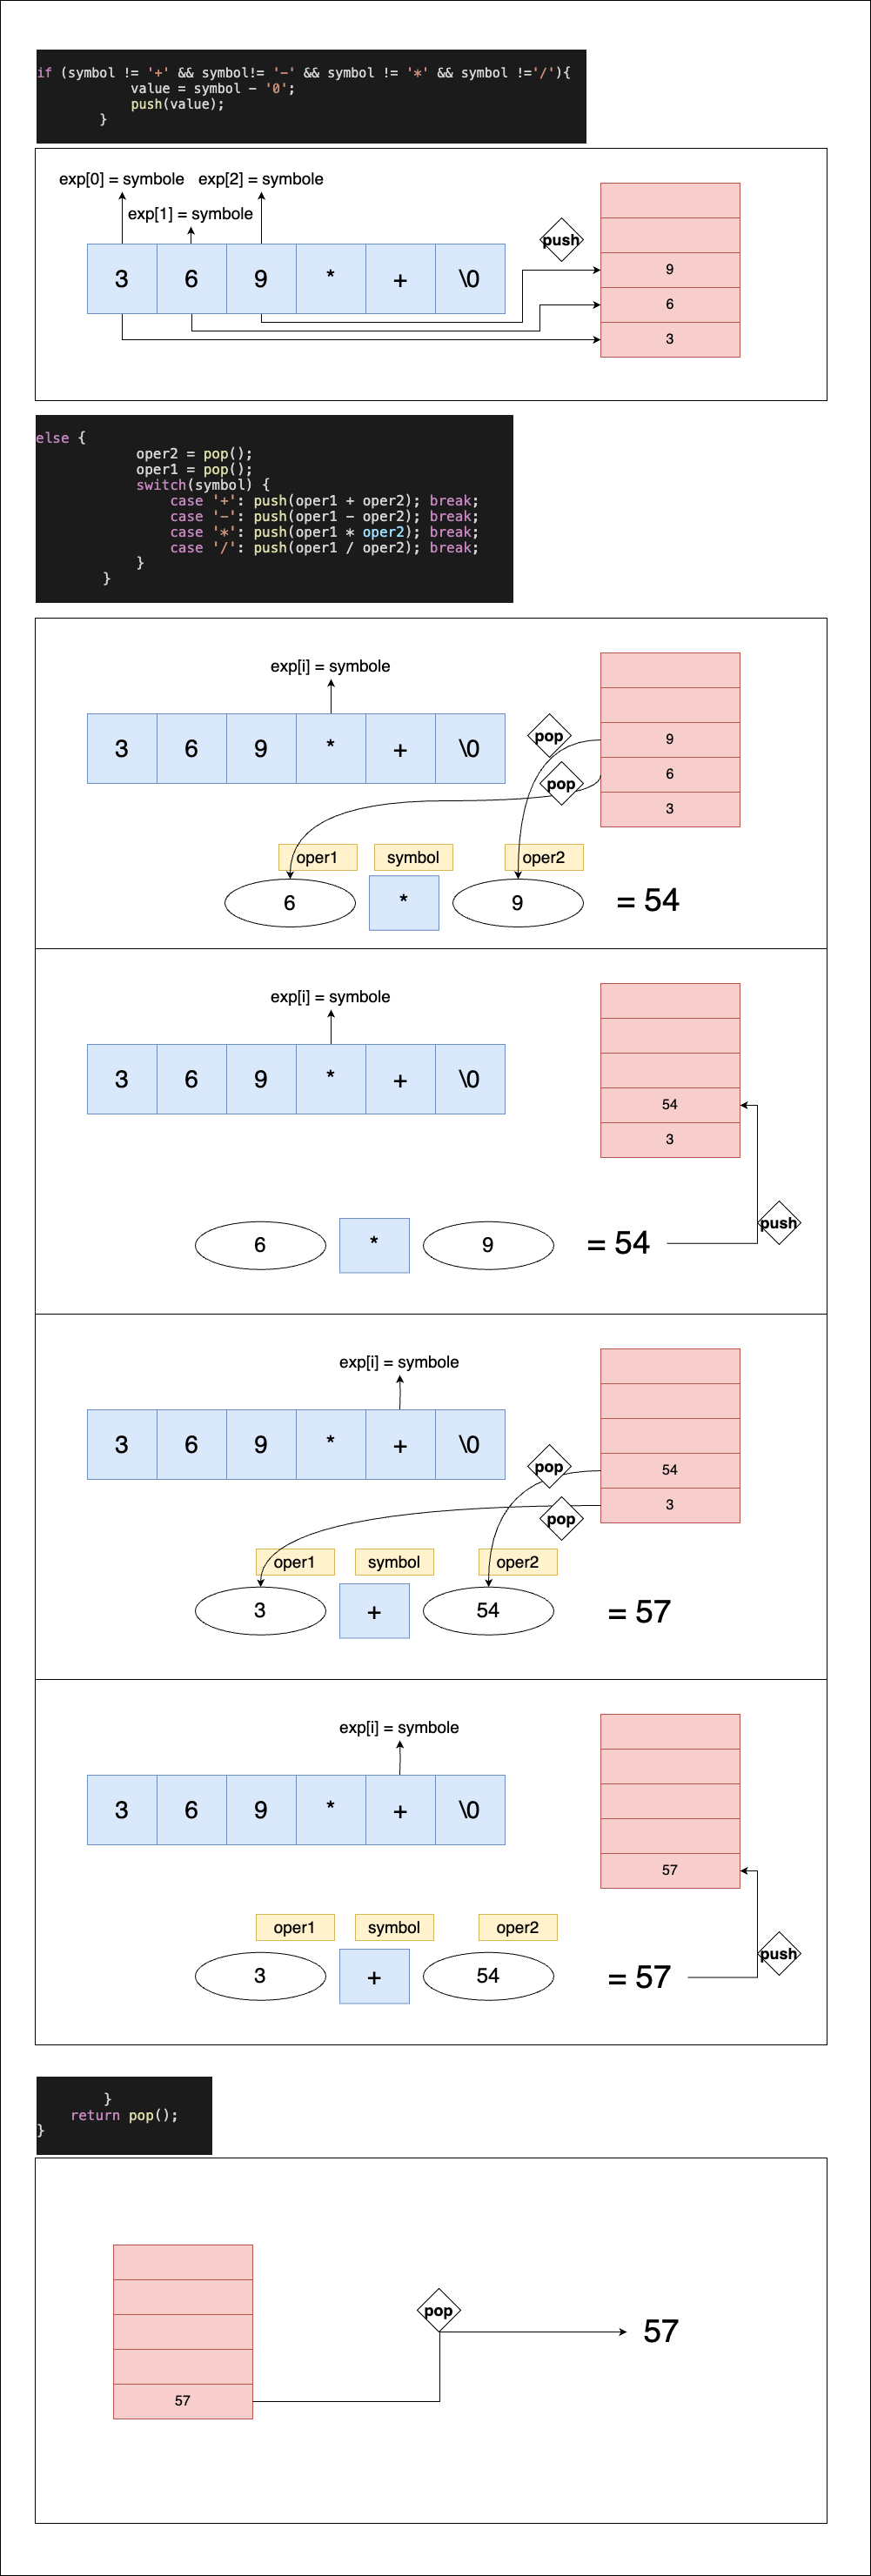 if (symbol != '+' && symbol!= '-' && symbol != '*' && symbol !='/'){
value = symbol - '0';
push(value);
}
exp[0] = symbole exp[2] = symbole
exp[1] = symbole
push
3 6 9 * + \0
9
6
3
else {
oper2 = pop();
oper1 = pop();
switch(symbol) {
case '+': push(oper1 + oper2); break;
case '-': push(oper1 - oper2); break;
case '*': push(oper1 * oper2); break;
case '/': push(oper1 / oper2); break;
}
}
exp[i] = symbole
3 6 9 * + \0
pop
pop
9
6
3
oper1 symbol oper2
6 * 9 = 54
exp[i] = symbole
3 6 9 * + \0
54
3
6 * 9 = 54
push
exp[i] = symbole
3 6 9 * + \0
pop
pop
54
3
oper1 symbol oper2
3 + 54 = 57
exp[i] = symbole
3 6 9 * + \0
57
oper1 symbol oper2
3 + 54 = 57
push
}
return pop();
}
pop
57
57